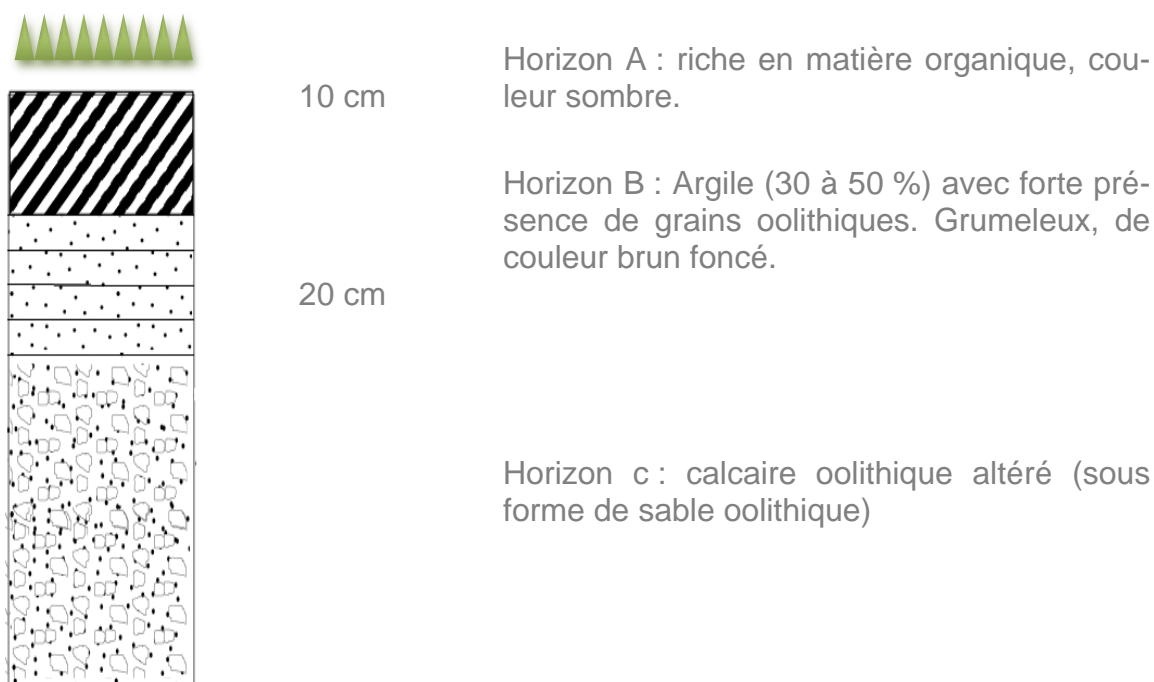 Horizon A : riche en matière organique, cou-
10 cm
leur sombre.
Horizon B : Argile (30 à 50 %) avec forte pré-
sence de grains oolithiques. Grumeleux, de
couleur brun foncé.
20 cm
Horizon c : calcaire oolithique altéré (sous
forme de sable oolithique)